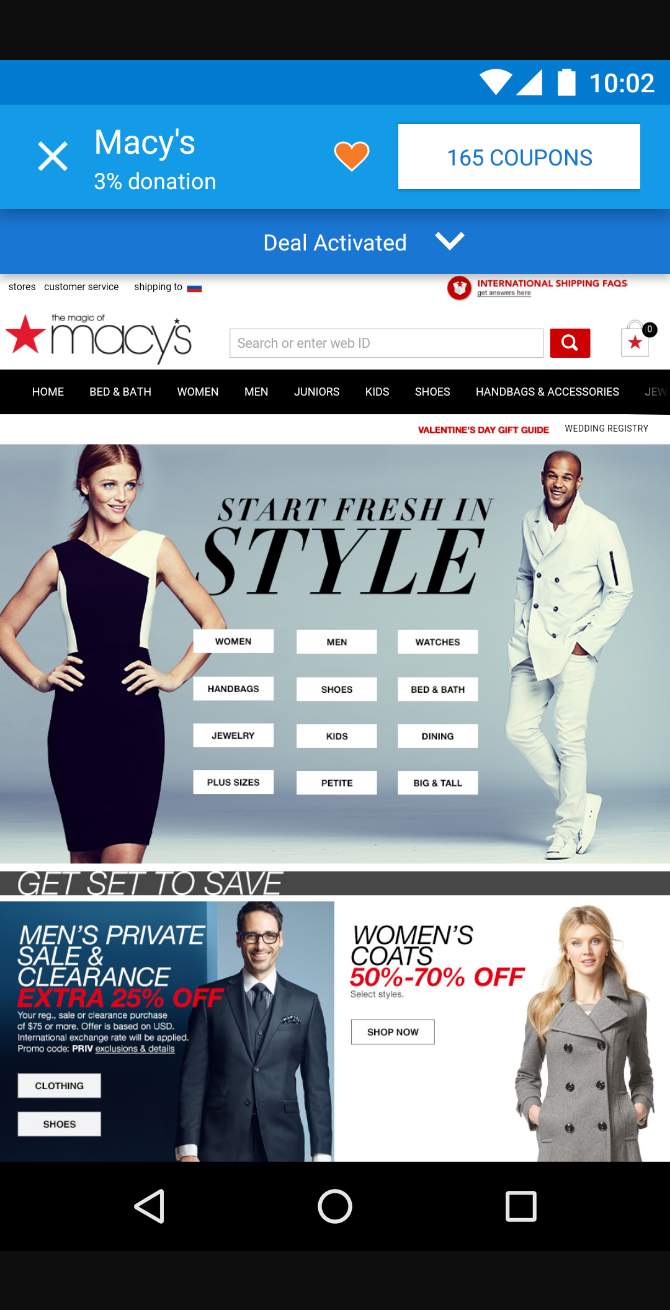 10:02
Macy's
3% donation
165 COUPONS
Deal Activated
stores customer service shipping to
INTERNATIONAL SHIPPING FAQS
get answers here
the magic of
macy's
Search or enter web ID
0
HOME BED & BATH WOMEN MEN JUNIORS KIDS SHOES HANDBAGS & ACCESSORIES JEW
VALENTINE'S DAY GIFT GUIDE WEDDING REGISTRY
START FRESH IN
STYLE
WOMEN MEN WATCHES
HANDBAGS SHOES BED & BATH
JEWELRY KIDS DINING
PLUS SIZES PETITE BIG & TALL
GET SET TO SAVE
MEN'S PRIVATE
SALE &
CLEARANCE
EXTRA 25% OFF
Your reg., sale or clearance purchase
of $75 or more. Offer is based on USD.
International exchange rate will be applied.
Promo code: PRIV exclusions & details
CLOTHING
SHOES
WOMEN'S
COATS
50%-70% OFF
Select styles.
SHOP NOW